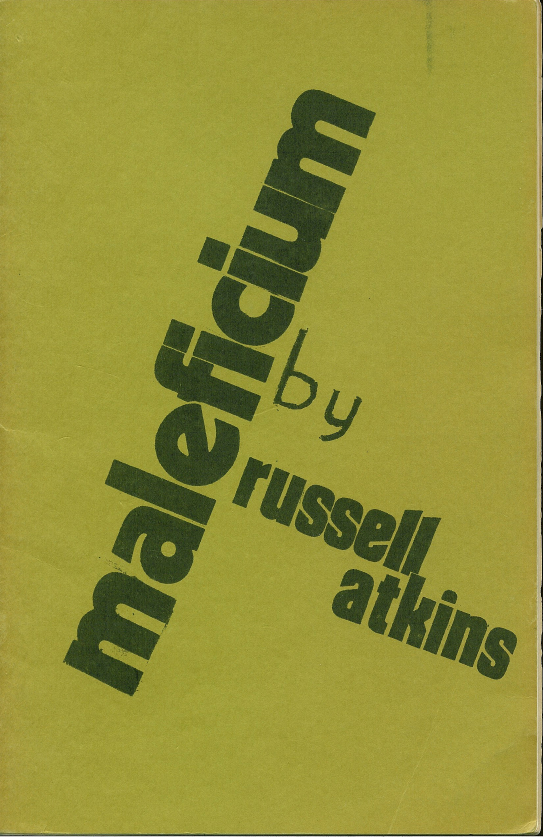 maleficium
by
russell
atkins